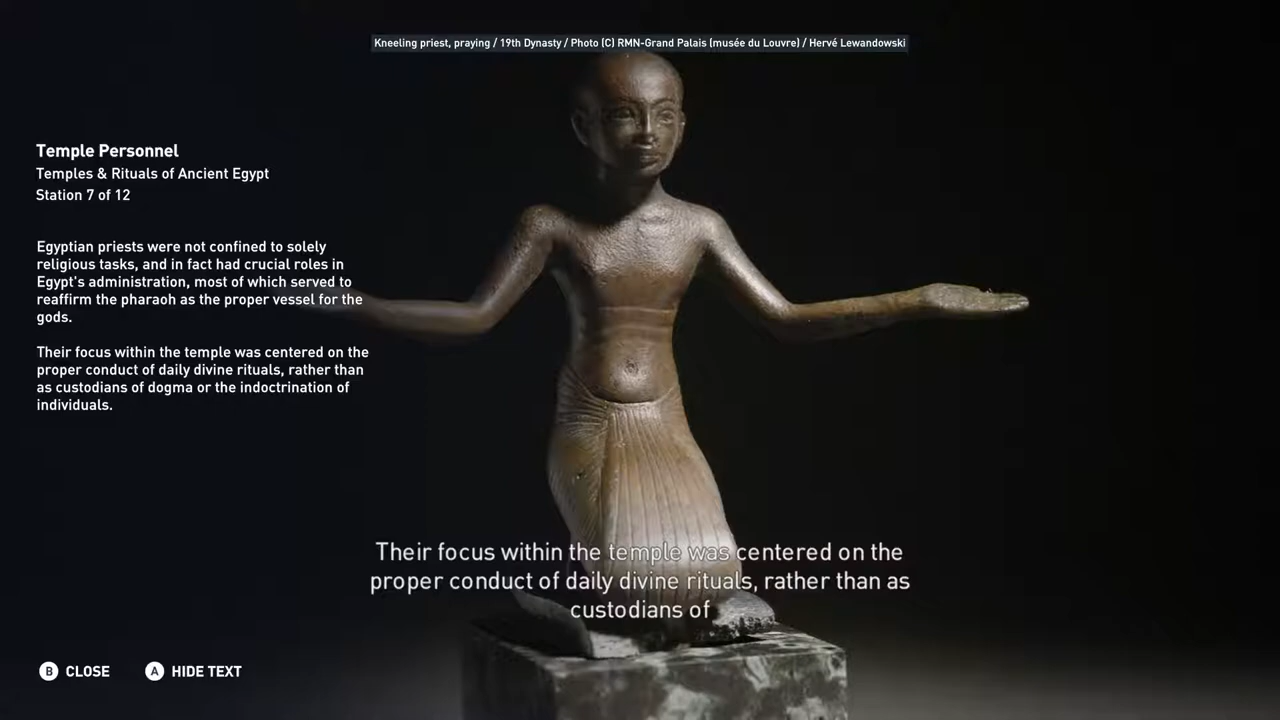 Kneeling priest, praying / 19th Dynasty / Photo (C) RMN-Grand Palais (musée du Louvre) / Hervé Lewandowski
Temple Personnel
Temples & Rituals of Ancient Egypt
Station 7 of 12
Egyptian priests were not confined to solely
religious tasks, and in fact had crucial roles in
Egypt's administration, most of which served to
reaffirm the pharaoh as the proper vessel for the
gods.
Their focus within the temple was centered on the
proper conduct of daily divine rituals, rather than
as custodians of dogma or the indoctrination of
individuals.
Their focus within the temple was centered on the
proper conduct of daily divine rituals, rather than as
custodians of
B CLOSE A HIDE TEXT